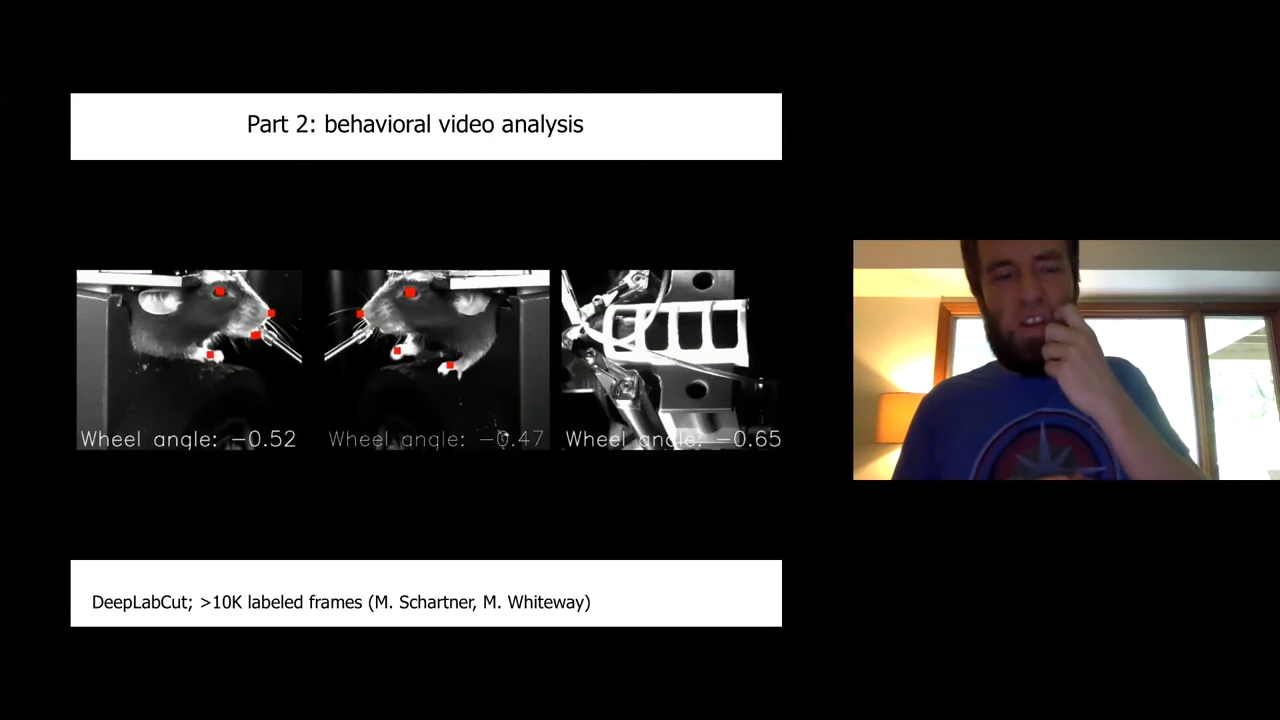 Part 2: behavioral video analysis
Wheel angle: −0.52
Wheel angle: −0.47
Wheel angle: −0.65
DeepLabCut; >10K labeled frames (M. Schartner, M. Whiteway)